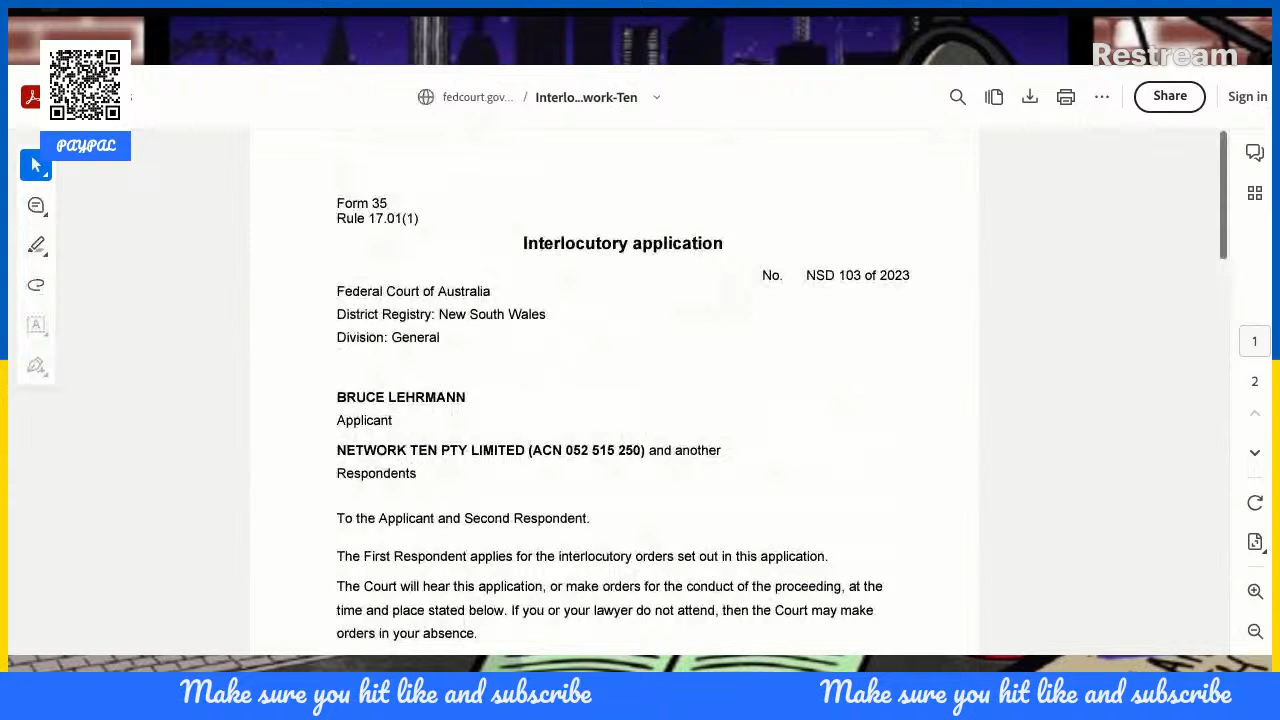 Restream
fedcourt.gov... / Interlo...work-Ten
Share
Sign in
PAYPAL
Form 35
Rule 17.01(1)
Interlocutory application
No. NSD 103 of 2023
Federal Court of Australia
District Registry: New South Wales
Division: General
1
BRUCE LEHRMANN
2
Applicant
NETWORK TEN PTY LIMITED (ACN 052 515 250) and another
Respondents
To the Applicant and Second Respondent.
The First Respondent applies for the interlocutory orders set out in this application.
The Court will hear this application, or make orders for the conduct of the proceeding, at the
time and place stated below. If you or your lawyer do not attend, then the Court may make
orders in your absence.
Make sure you hit like and subscribe
Make sure you hit like and subscribe